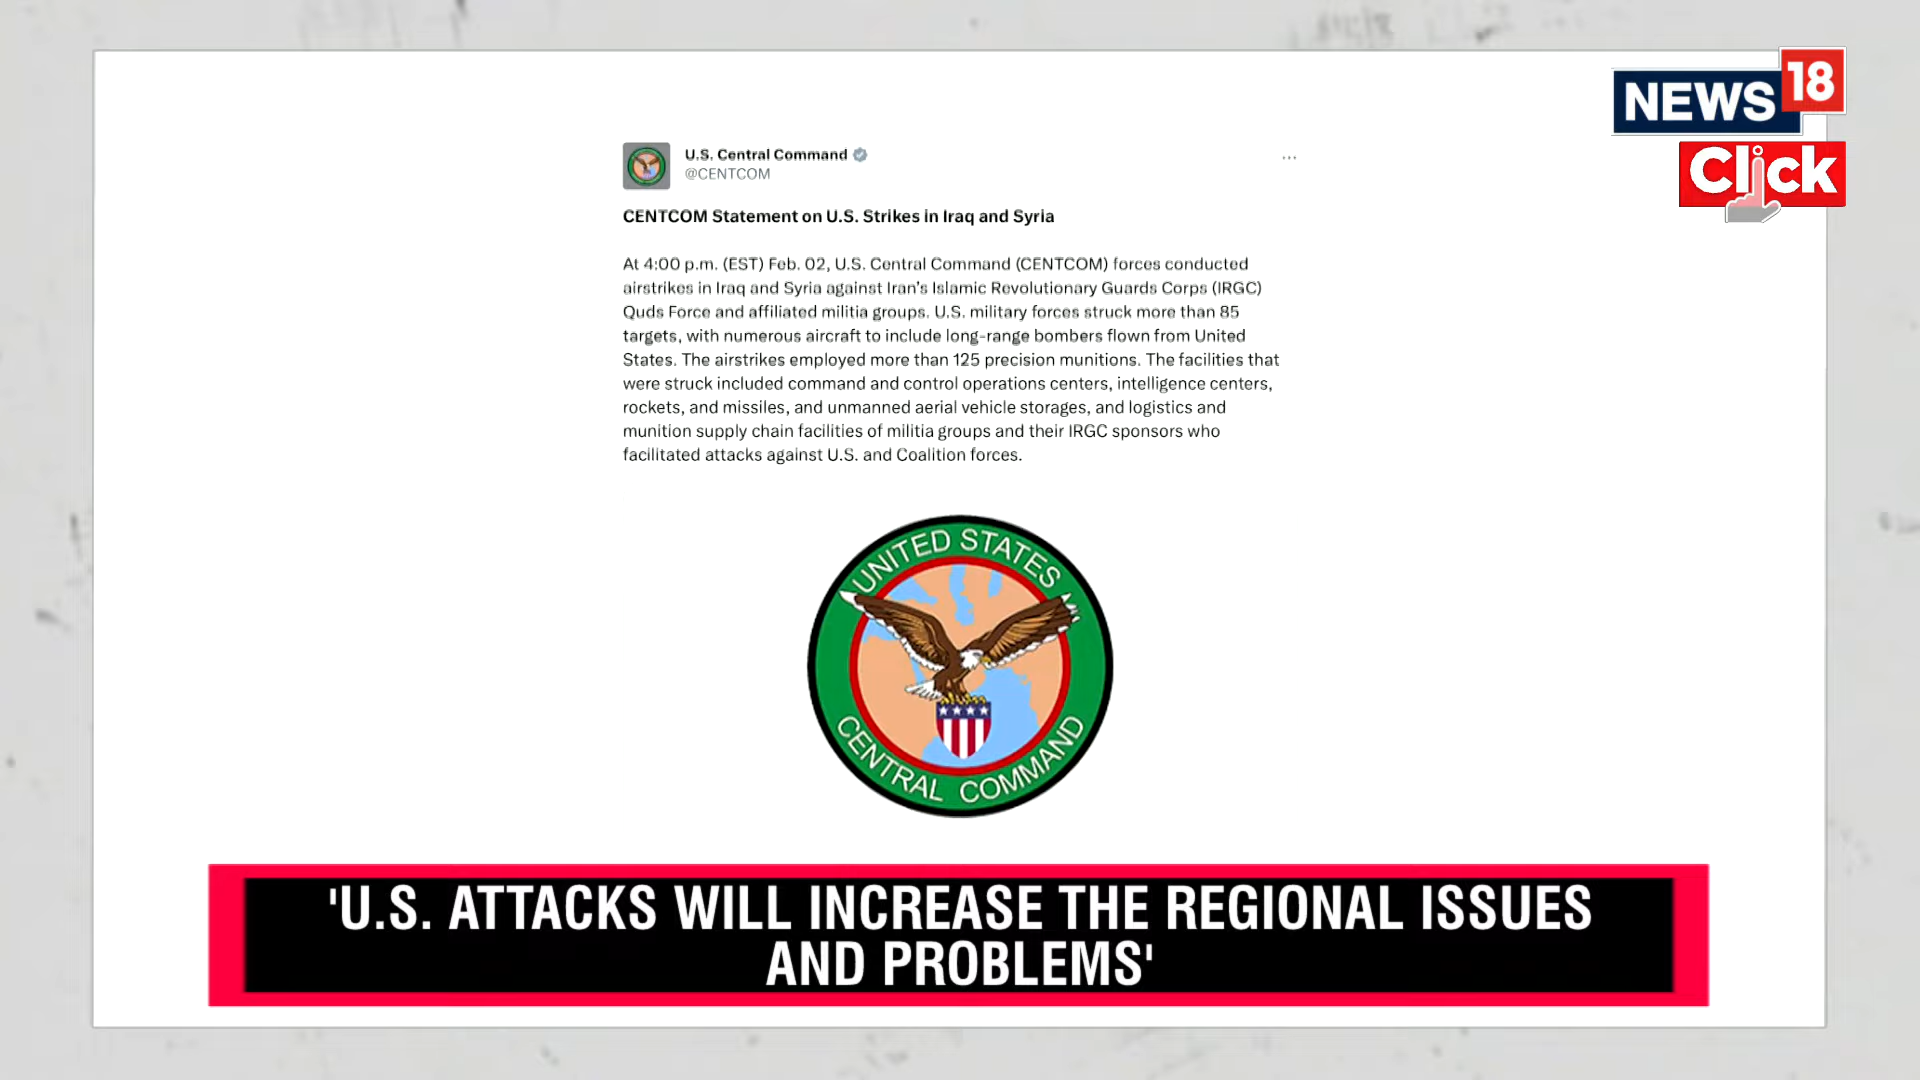 NEWS 18
Click
U.S. Central Command
@CENTCOM
...
CENTCOM Statement on U.S. Strikes in Iraq and Syria
At 4:00 p.m. (EST) Feb. 02, U.S. Central Command (CENTCOM) forces conducted
airstrikes in Iraq and Syria against Iran's Islamic Revolutionary Guards Corps (IRGC)
Quds Force and affiliated militia groups. U.S. military forces struck more than 85
targets, with numerous aircraft to include long-range bombers flown from United
States. The airstrikes employed more than 125 precision munitions. The facilities that
were struck included command and control operations centers, intelligence centers,
rockets, and missiles, and unmanned aerial vehicle storages, and logistics and
munition supply chain facilities of militia groups and their IRGC sponsors who
facilitated attacks against U.S. and Coalition forces.
UNITED STATES
CENTRAL COMMAND
'U.S. ATTACKS WILL INCREASE THE REGIONAL ISSUES
AND PROBLEMS'